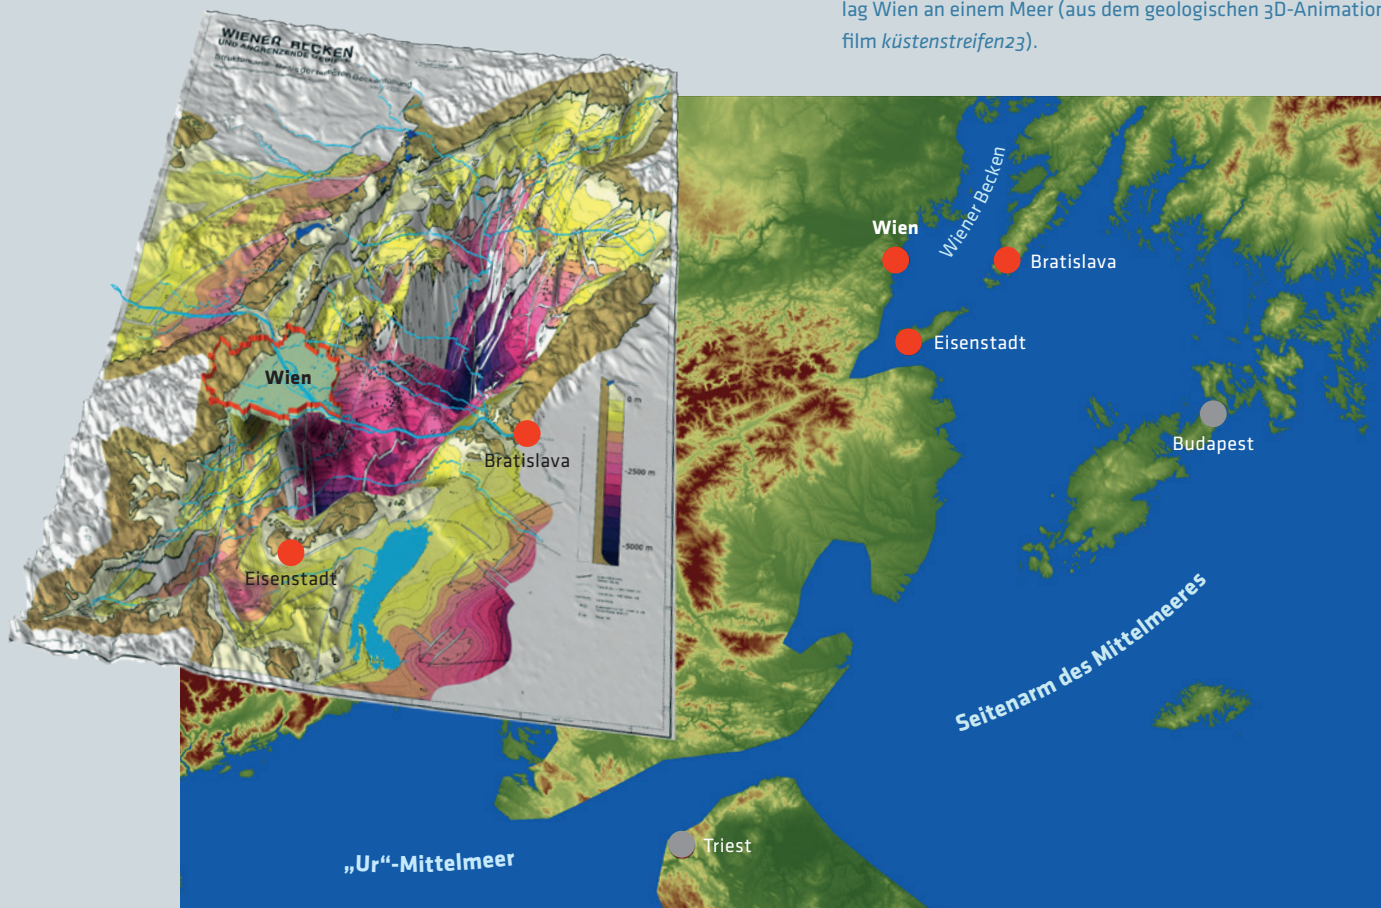 lag Wien an einem Meer (aus dem geologischen 3D-Animation
film küstenstreifen23).
WIENER BECKEN
UND ANGRENZENDE GEBIETE
Wien
Bratislava
Eisenstadt
0 m
-2500 m
-5000 m
Wiener Becken
Wien
Bratislava
Eisenstadt
Budapest
Seitenarm des Mittelmeeres
„Ur“-Mittelmeer
Triest